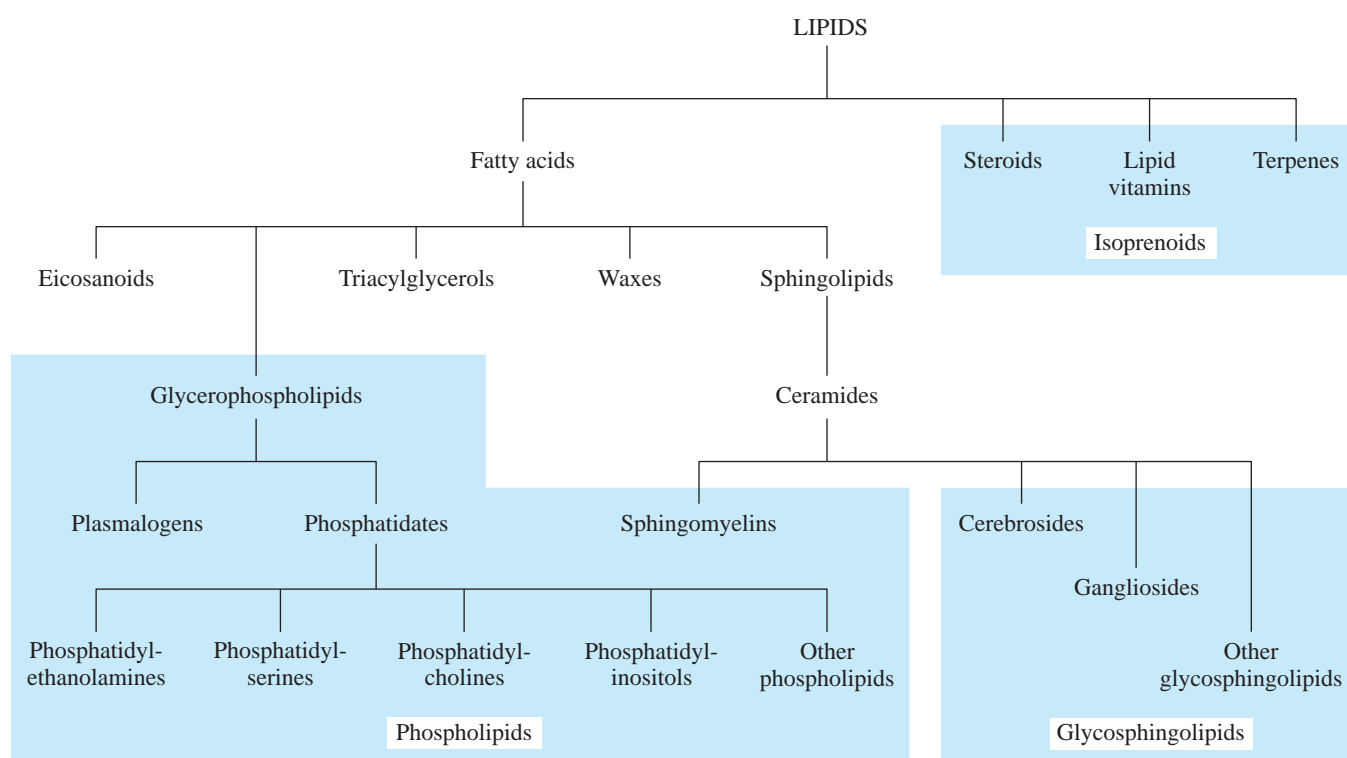 LIPIDS
Fatty acids
Steroids
Lipid
vitamins
Terpenes
Isoprenoids
Eicosanoids
Triacylglycerols
Waxes
Sphingolipids
Glycerophospholipids
Ceramides
Plasmalogens
Phosphatidates
Sphingomyelins
Cerebrosides
Gangliosides
Phosphatidyl-
ethanolamines
Phosphatidyl-
serines
Phosphatidyl-
cholines
Phosphatidyl-
inositols
Other
phospholipids
Other
glycosphingolipids
Phospholipids
Glycosphingolipids